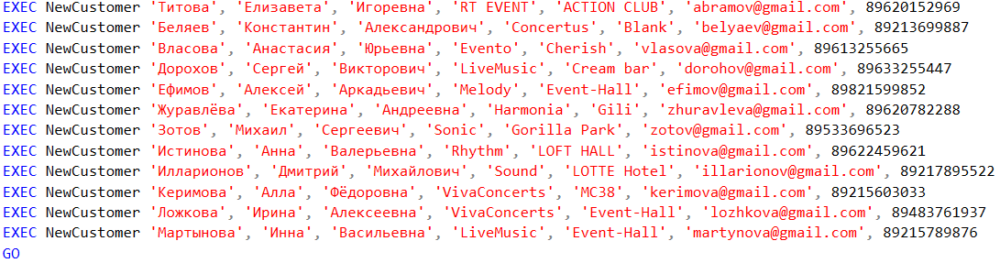 EXEC NewCustomer 'Титова', 'Елизавета', 'Игоревна', 'RT EVENT', 'ACTION CLUB', 'abramov@gmail.com', 89620152969
EXEC NewCustomer 'Беляев', 'Константин', 'Александрович', 'Concertus', 'Blank', 'belyaev@gmail.com', 89213699887
EXEC NewCustomer 'Власова', 'Анастасия', 'Юрьевна', 'Evento', 'Cherish', 'vlasova@gmail.com', 89613255665
EXEC NewCustomer 'Дорохов', 'Сергей', 'Викторович', 'LiveMusic', 'Cream bar', 'dorohov@gmail.com', 89633255447
EXEC NewCustomer 'Ефимов', 'Алексей', 'Аркадьевич', 'Melody', 'Event-Hall', 'efimov@gmail.com', 89821599852
EXEC NewCustomer 'Журавлёва', 'Екатерина', 'Андреевна', 'Harmonia', 'Gili', 'zhuravleva@gmail.com', 89620782288
EXEC NewCustomer 'Зотов', 'Михаил', 'Сергеевич', 'Sonic', 'Gorilla Park', 'zotov@gmail.com', 89533696523
EXEC NewCustomer 'Истинова', 'Анна', 'Валерьевна', 'Rhythm', 'LOFT HALL', 'istinova@gmail.com', 89622459621
EXEC NewCustomer 'Илларионов', 'Дмитрий', 'Михайлович', 'Sound', 'LOTTE Hotel', 'illarionov@gmail.com', 89217895522
EXEC NewCustomer 'Керимова', 'Алла', 'Фёдоровна', 'VivaConcerts', 'MC38', 'kerimova@gmail.com', 89215603033
EXEC NewCustomer 'Ложкова', 'Ирина', 'Алексеевна', 'VivaConcerts', 'Event-Hall', 'lozhkova@gmail.com', 89483761937
EXEC NewCustomer 'Мартынова', 'Инна', 'Васильевна', 'LiveMusic', 'Event-Hall', 'martynova@gmail.com', 89215789876
GO